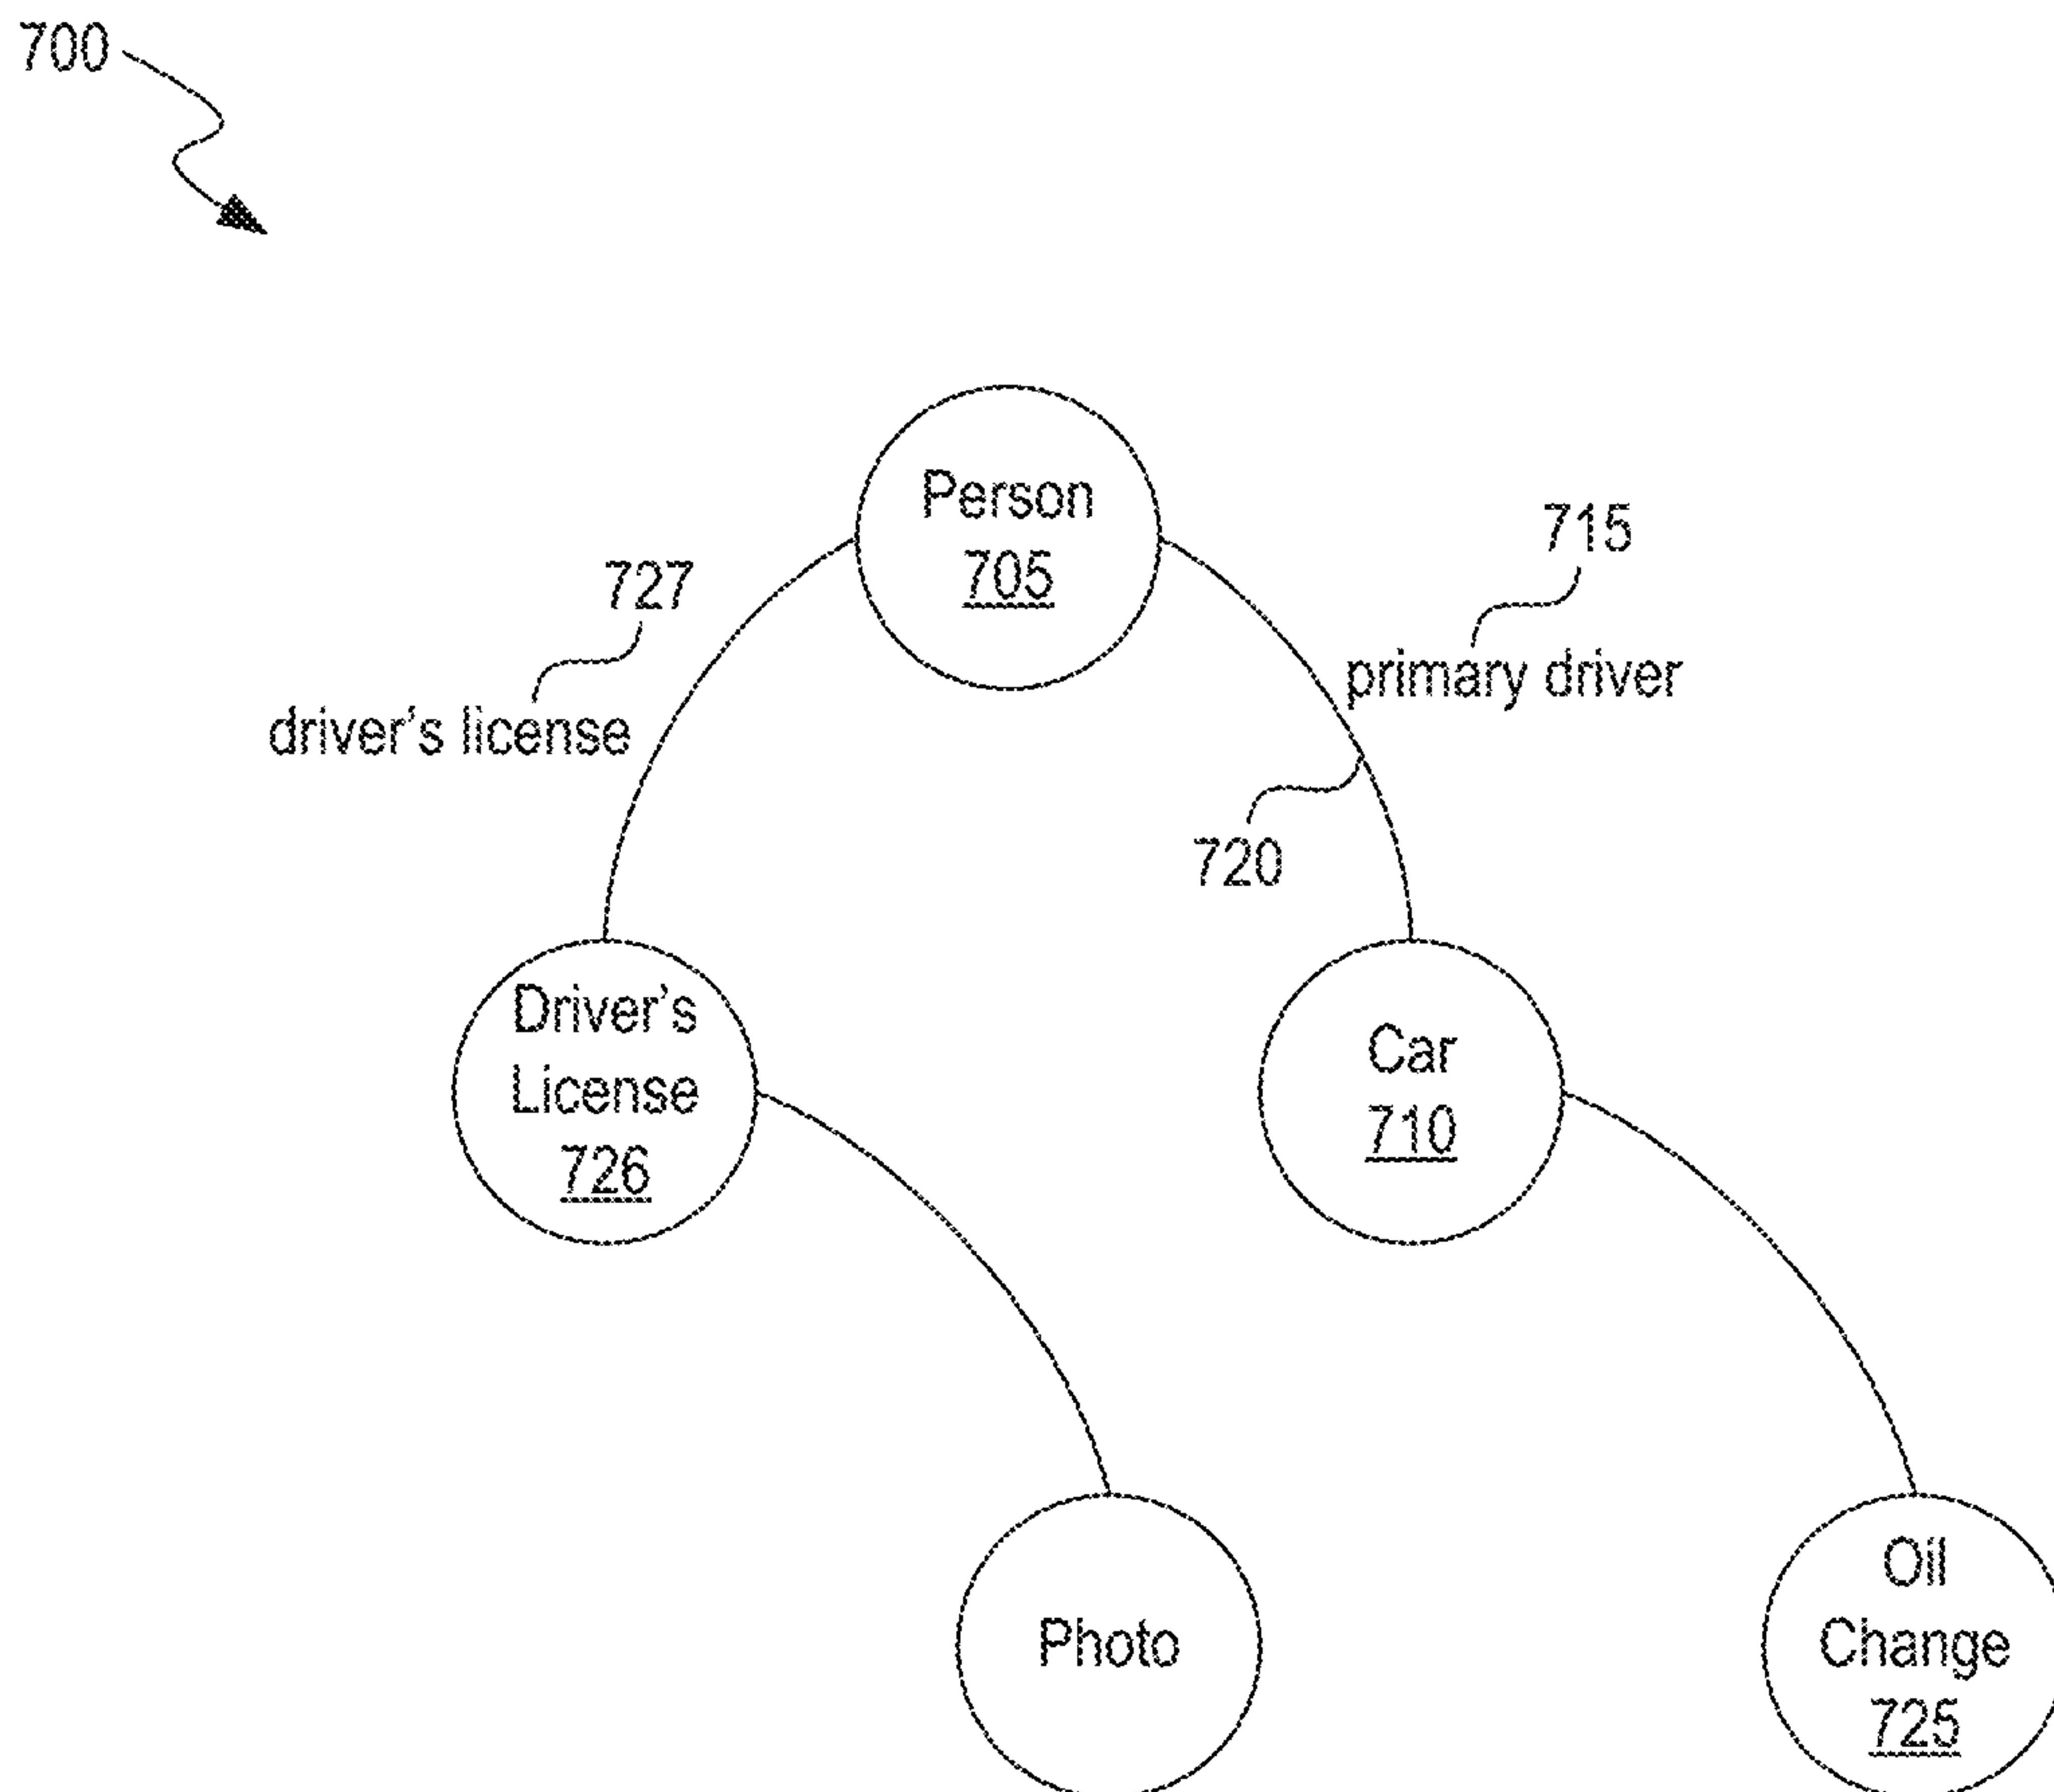 700
Person
705
715
727
primary driver
driver's license
720
Driver's
License
726
Car
710
Photo
Oil
Change
725